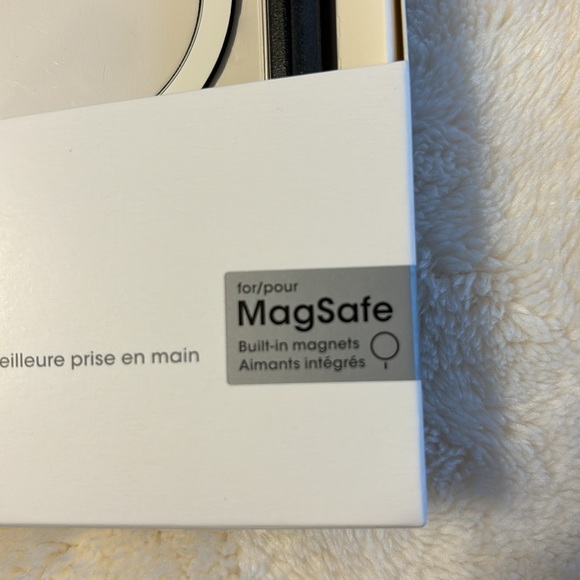 for/pour
MagSafe
Built-in magnets
Aimants intégrés
eilleure prise en main